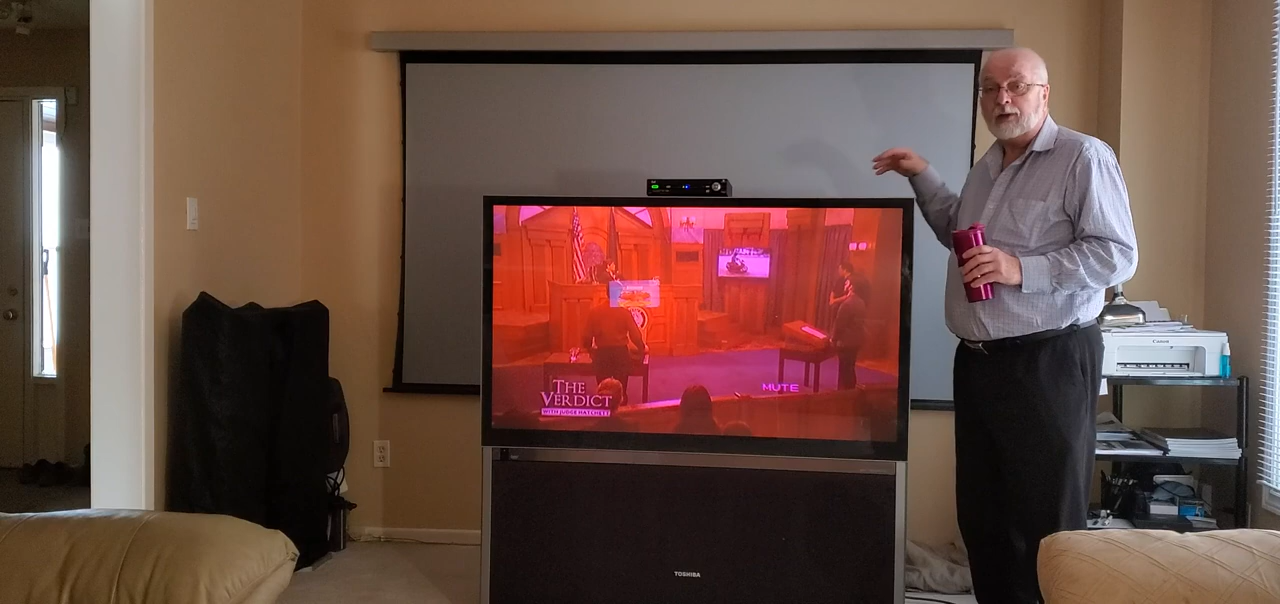 THE
VERDICT
WITH JUDGE HATCHETT
MUTE
Canon
TOSHIBA